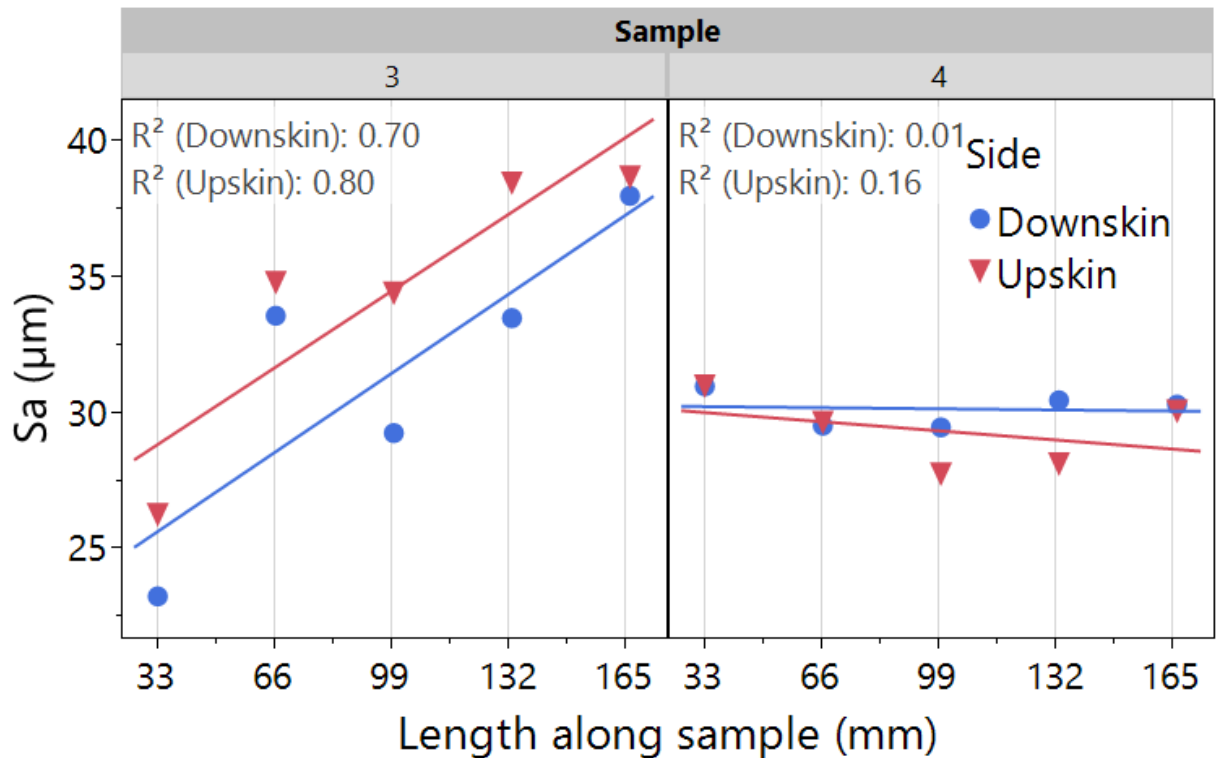 Sample
3
4
R² (Downskin): 0.70
R² (Upskin): 0.80
R² (Downskin): 0.01
R² (Upskin): 0.16
Side
Downskin
Upskin
Sa (µm)
40
35
30
25
33 66 99 132 165
33 66 99 132 165
Length along sample (mm)